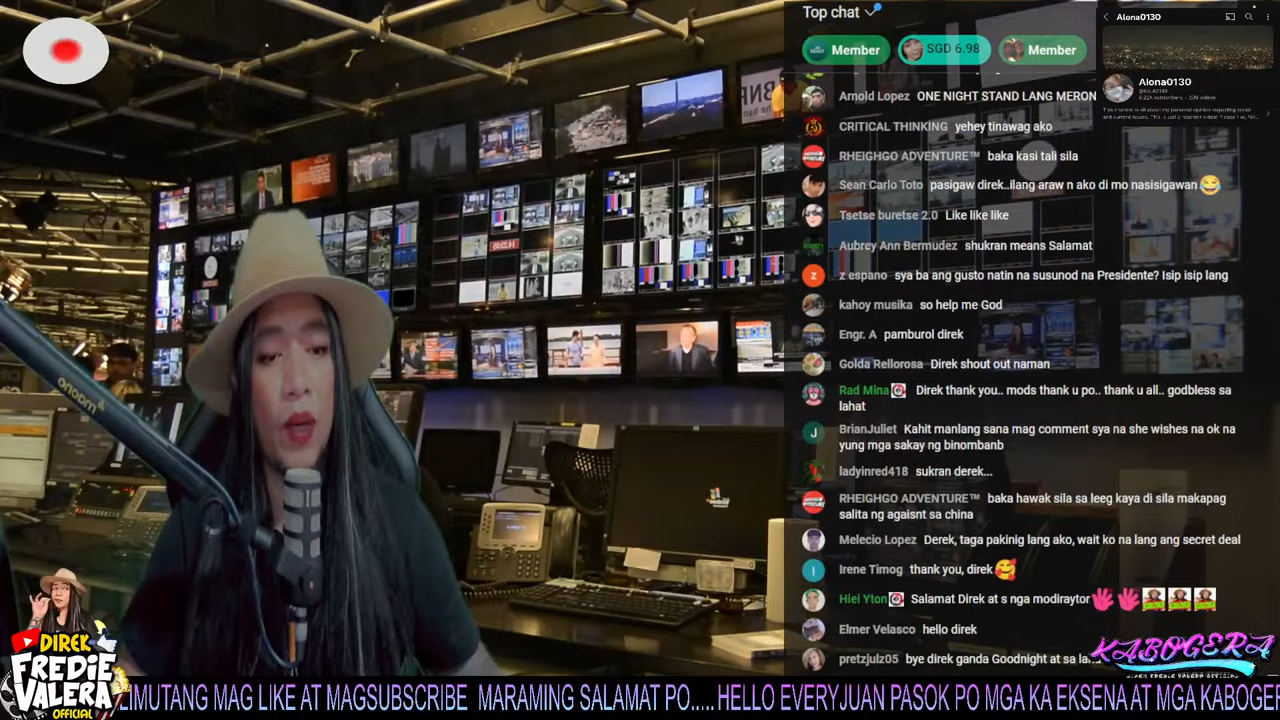 Top chat
Member
SGD 6.98
Member
Alona0130
Alona0130
Arnold Lopez ONE NIGHT STAND LANG MERON
CRITICAL THINKING yehey tinawag ako
RHEIGHGO ADVENTURE™ baka kasi tali sila
Sean Carlo Toto pasigaw direk..ilang araw n ako di mo nasisigawan 😂
Tsetse buretse 2.0 Like like like
Aubrey Ann Bermudez shukran means Salamat
z espano sya ba ang gusto natin na susunod na Presidente? Isip isip lang
kahoy musika so help me God
Engr. A pamburol direk
Golda Rellorosa Direk shout out naman
Rad Mina Direk thank you.. mods thank u po.. thank u all.. godbless sa
lahat
BrianJuliet Kahit manlang sana mag comment sya na she wishes na ok na
yung mga sakay ng binombanb
ladyinred418 sukran derek...
RHEIGHGO ADVENTURE™ baka hawak sila sa leeg kaya di sila makapag
salita ng agaisnt sa china
Melecio Lopez Derek, taga pakinig lang ako, wait ko na lang ang secret deal
Irene Timog thank you, direk 🥰
Hiel Yton Salamat Direk at s nga modiraytor
Elmer Velasco hello direk
pretzjulz05 bye direk ganda Goodnight at sa
maono
DIREK
FREDIE
VALERA
OFFICIAL
KABOGERA
DIREK FREDIE VALERA OFFICIAL
LIMUTANG MAG LIKE AT MAGSUBSCRIBE MARAMING SALAMAT PO..... HELLO EVERYJUAN PASOK PO MGA KA EKSENA AT MGA KABOGE